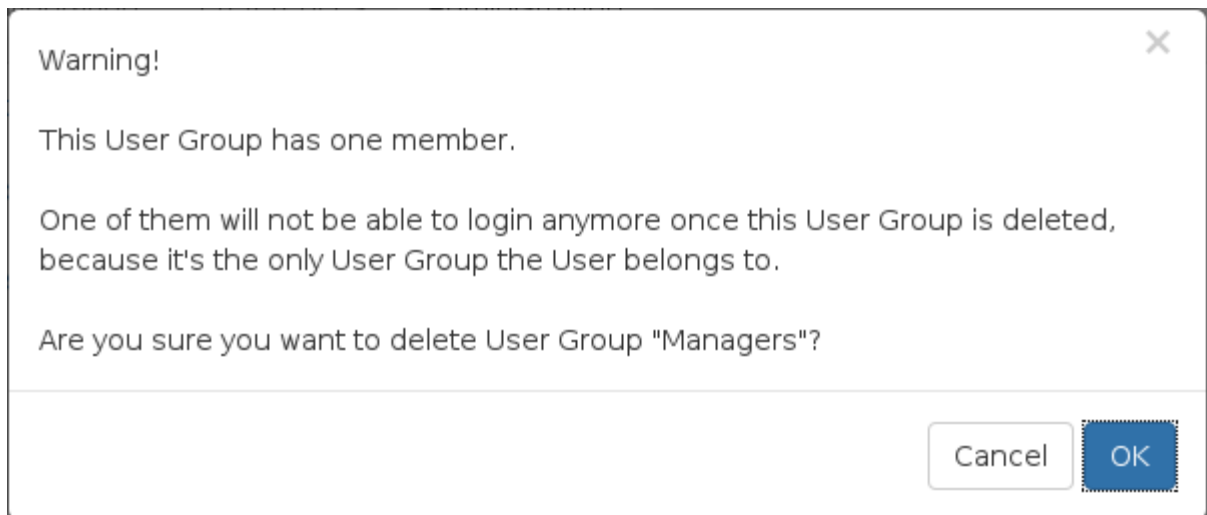 Warning!
This User Group has one member.
One of them will not be able to login anymore once this User Group is deleted,
because it's the only User Group the User belongs to.
Are you sure you want to delete User Group "Managers"?
Cancel
OK